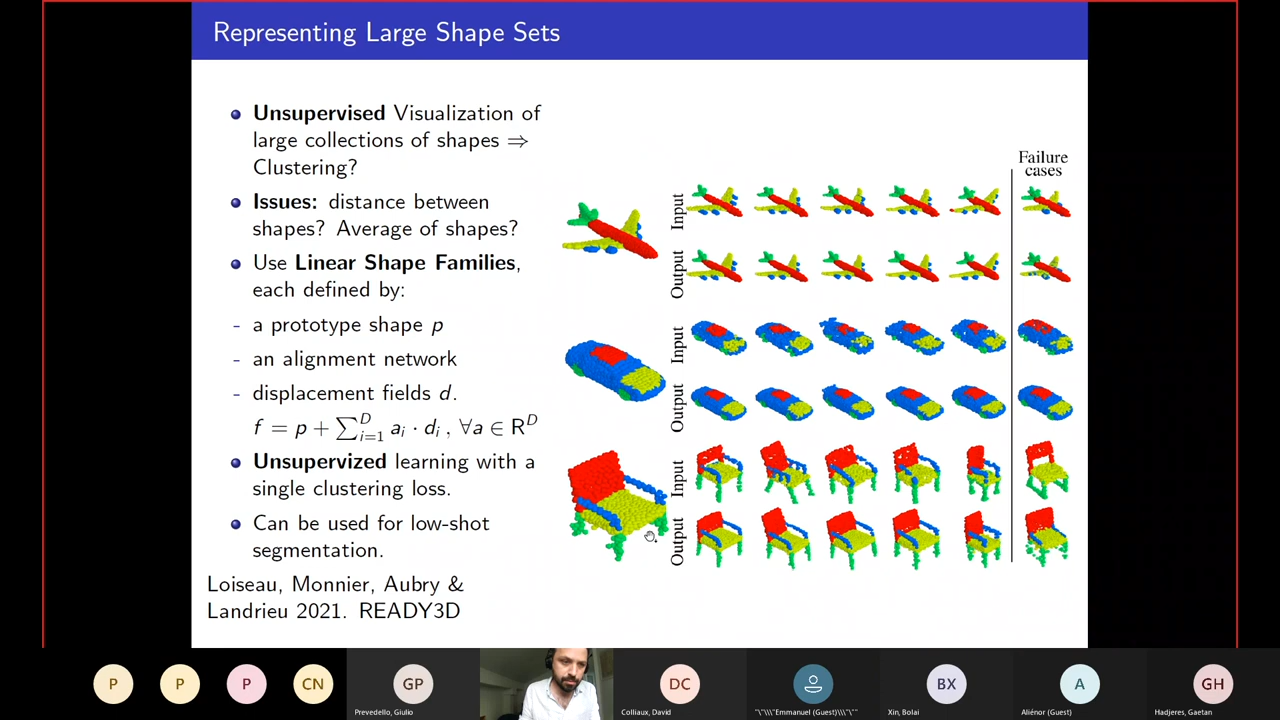 Representing Large Shape Sets
Unsupervised Visualization of
large collections of shapes ⇒
Clustering?
Issues: distance between
shapes? Average of shapes?
Use Linear Shape Families,
each defined by:
- a prototype shape p
- an alignment network
- displacement fields d.
f = p + ∑_{i=1}^{D} a_i · d_i , ∀a ∈ R^D
Unsupervized learning with a
single clustering loss.
Can be used for low-shot
segmentation.
Loiseau, Monnier, Aubry &
Landrieu 2021. READY3D
Failure
cases
Input
Output
Input
Output
Input
Output
P
P
P
CN
GP
DC
BX
A
GH
Prevedello, Giulio
Colliaux, David
"\"\\\"Emmanuel (Guest)\\\"\""
Xin, Bolai
Aliénor (Guest)
Hadjeres, Gaetan